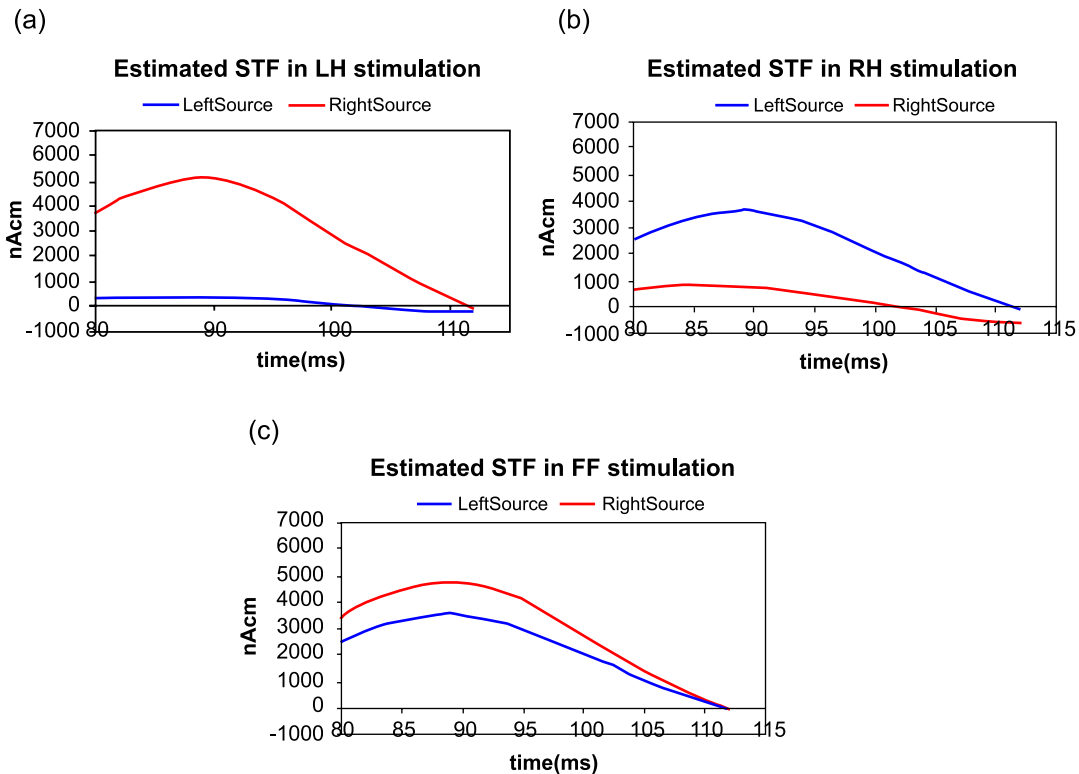 (a)
Estimated STF in LH stimulation
LeftSource RightSource
7000
6000
5000
4000
3000
2000
1000
0
-1000
nAcm
80 90 100 110
time(ms)
(b)
Estimated STF in RH stimulation
LeftSource RightSource
7000
6000
5000
4000
3000
2000
1000
0
-1000
nAcm
80 85 90 95 100 105 110 115
time(ms)
(c)
Estimated STF in FF stimulation
LeftSource RightSource
7000
6000
5000
4000
3000
2000
1000
0
-1000
nAcm
80 85 90 95 100 105 110 115
time(ms)